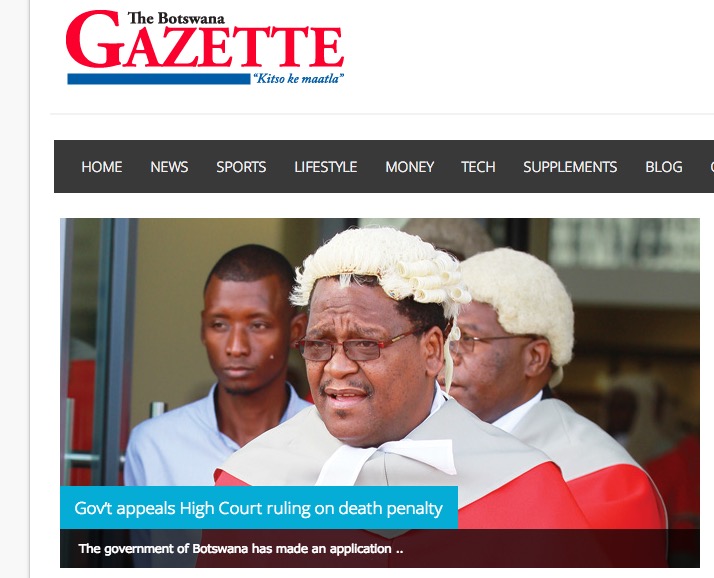 The Botswana
GAZETTE
“Kitso ke maatla”
HOME NEWS SPORTS LIFESTYLE MONEY TECH SUPPLEMENTS BLOG
Gov't appeals High Court ruling on death penalty
The government of Botswana has made an application ..